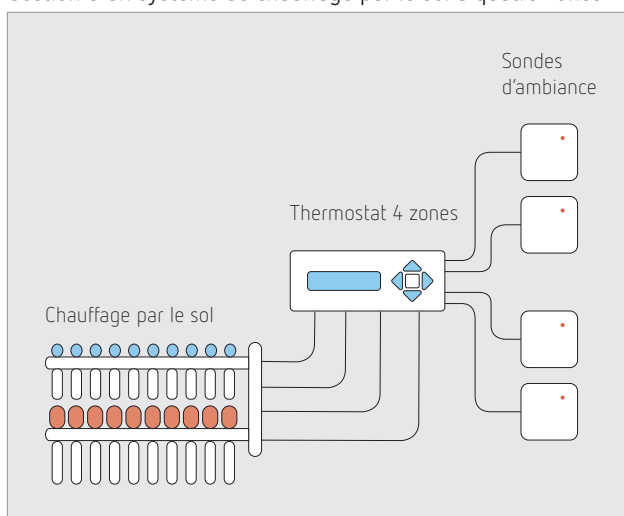 Sondes
d'ambiance
Thermostat 4 zones
Chauffage par le sol